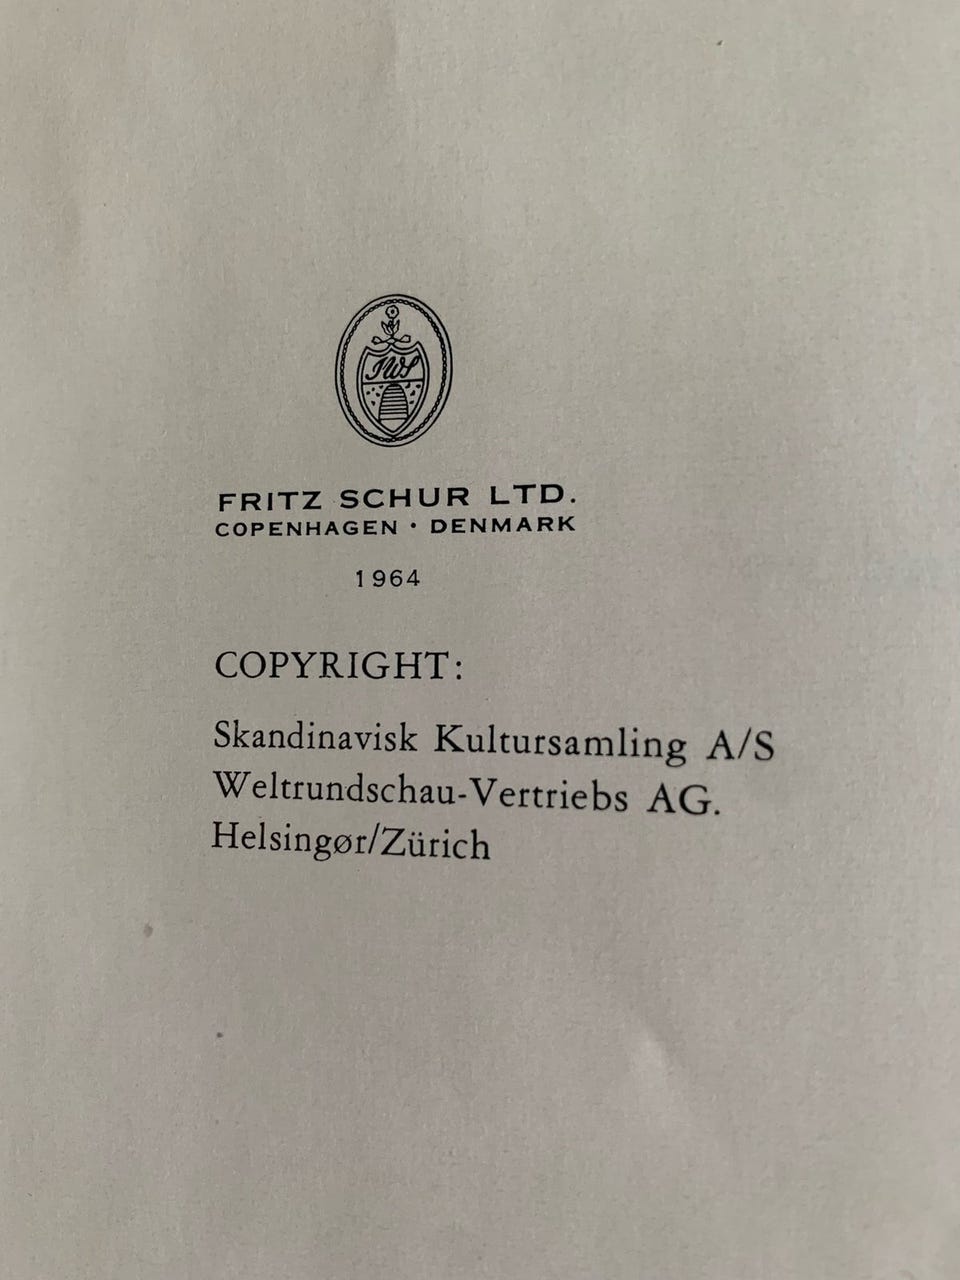 FRITZ SCHUR LTD.
COPENHAGEN · DENMARK
1964
COPYRIGHT:
Skandinavisk Kultursamling A/S
Weltrundschau-Vertriebs AG.
Helsingør/Zürich